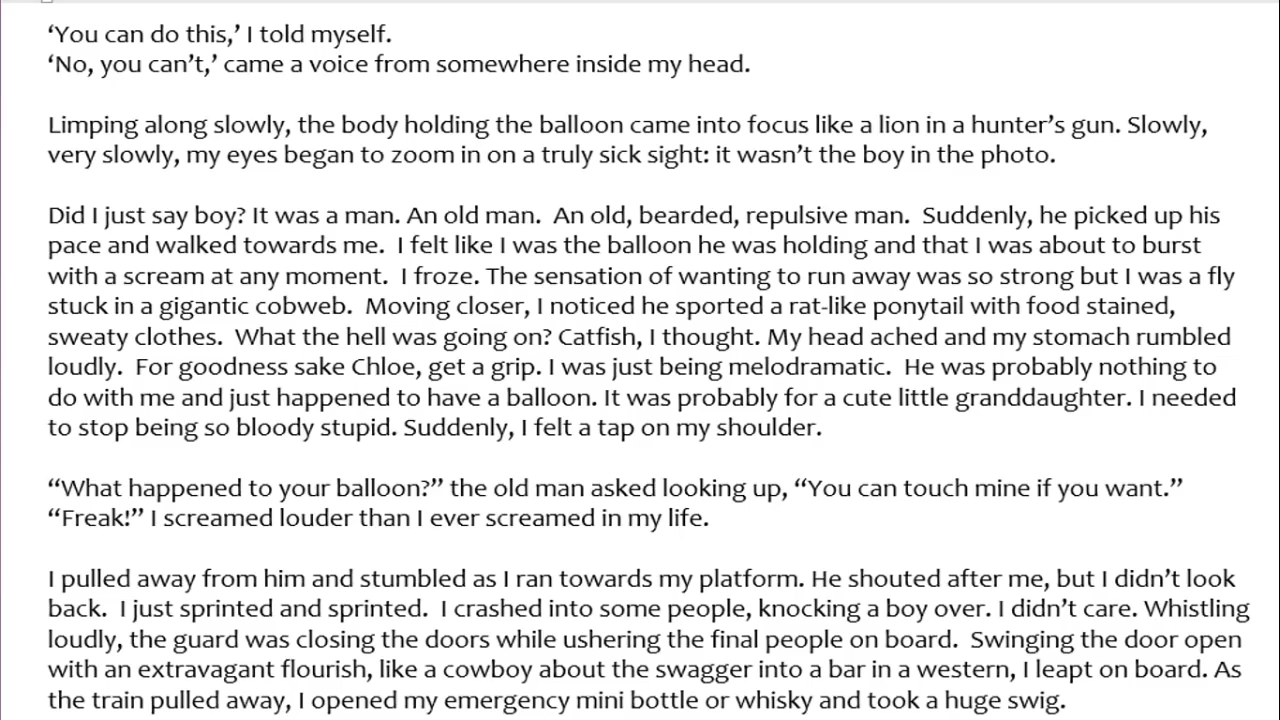 ‘You can do this,’ I told myself.
‘No, you can’t,’ came a voice from somewhere inside my head.
Limping along slowly, the body holding the balloon came into focus like a lion in a hunter’s gun. Slowly,
very slowly, my eyes began to zoom in on a truly sick sight: it wasn’t the boy in the photo.
Did I just say boy? It was a man. An old man.  An old, bearded, repulsive man.  Suddenly, he picked up his
pace and walked towards me.  I felt like I was the balloon he was holding and that I was about to burst
with a scream at any moment.  I froze. The sensation of wanting to run away was so strong but I was a fly
stuck in a gigantic cobweb.  Moving closer, I noticed he sported a rat-like ponytail with food stained,
sweaty clothes.  What the hell was going on? Catfish, I thought. My head ached and my stomach rumbled
loudly.  For goodness sake Chloe, get a grip. I was just being melodramatic.  He was probably nothing to
do with me and just happened to have a balloon. It was probably for a cute little granddaughter. I needed
to stop being so bloody stupid. Suddenly, I felt a tap on my shoulder.
“What happened to your balloon?” the old man asked looking up, “You can touch mine if you want.”
“Freak!” I screamed louder than I ever screamed in my life.
I pulled away from him and stumbled as I ran towards my platform. He shouted after me, but I didn’t look
back.  I just sprinted and sprinted.  I crashed into some people, knocking a boy over. I didn’t care. Whistling
loudly, the guard was closing the doors while ushering the final people on board.  Swinging the door open
with an extravagant flourish, like a cowboy about the swagger into a bar in a western, I leapt on board. As
the train pulled away, I opened my emergency mini bottle or whisky and took a huge swig.